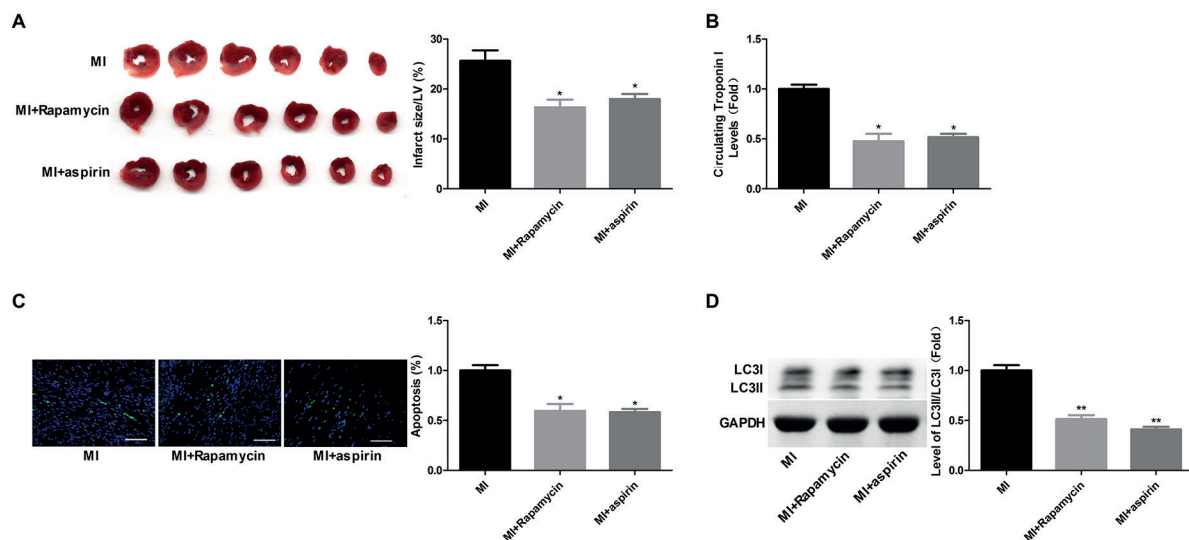 A
MI
MI+Rapamycin
MI+aspirin
Infarct size/LV (%)
30
20
10
0
MI
MI+Rapamycin
MI+aspirin
*
*
B
Circulating Troponin I
Levels (Fold)
1.5
1.0
0.5
0.0
MI
MI+Rapamycin
MI+aspirin
*
*
C
MI
MI+Rapamycin
MI+aspirin
Apoptosis (%)
1.5
1.0
0.5
0.0
MI
MI+Rapamycin
MI+aspirin
*
*
D
LC3I
LC3II
GAPDH
MI
MI+Rapamycin
MI+aspirin
Level of LC3II/LC3I (Fold)
1.5
1.0
0.5
0.0
MI
MI+Rapamycin
MI+aspirin
**
**